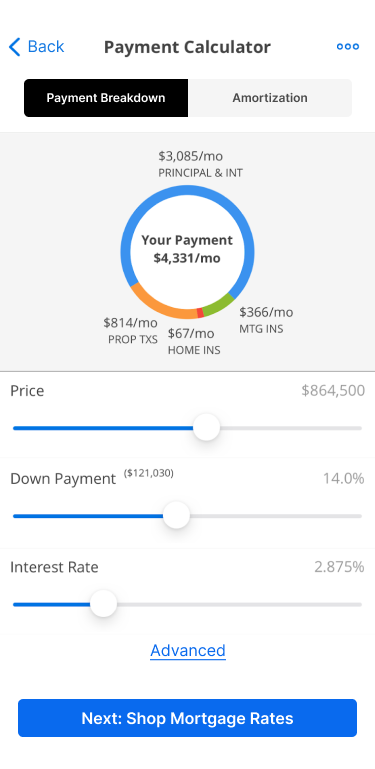 Back
Payment Calculator
Payment Breakdown
Amortization
$3,085/mo
PRINCIPAL & INT
Your Payment
$4,331/mo
$366/mo
MTG INS
$814/mo
PROP TXS
$67/mo
HOME INS
Price
$864,500
Down Payment ($121,030)
14.0%
Interest Rate
2.875%
Advanced
Next: Shop Mortgage Rates